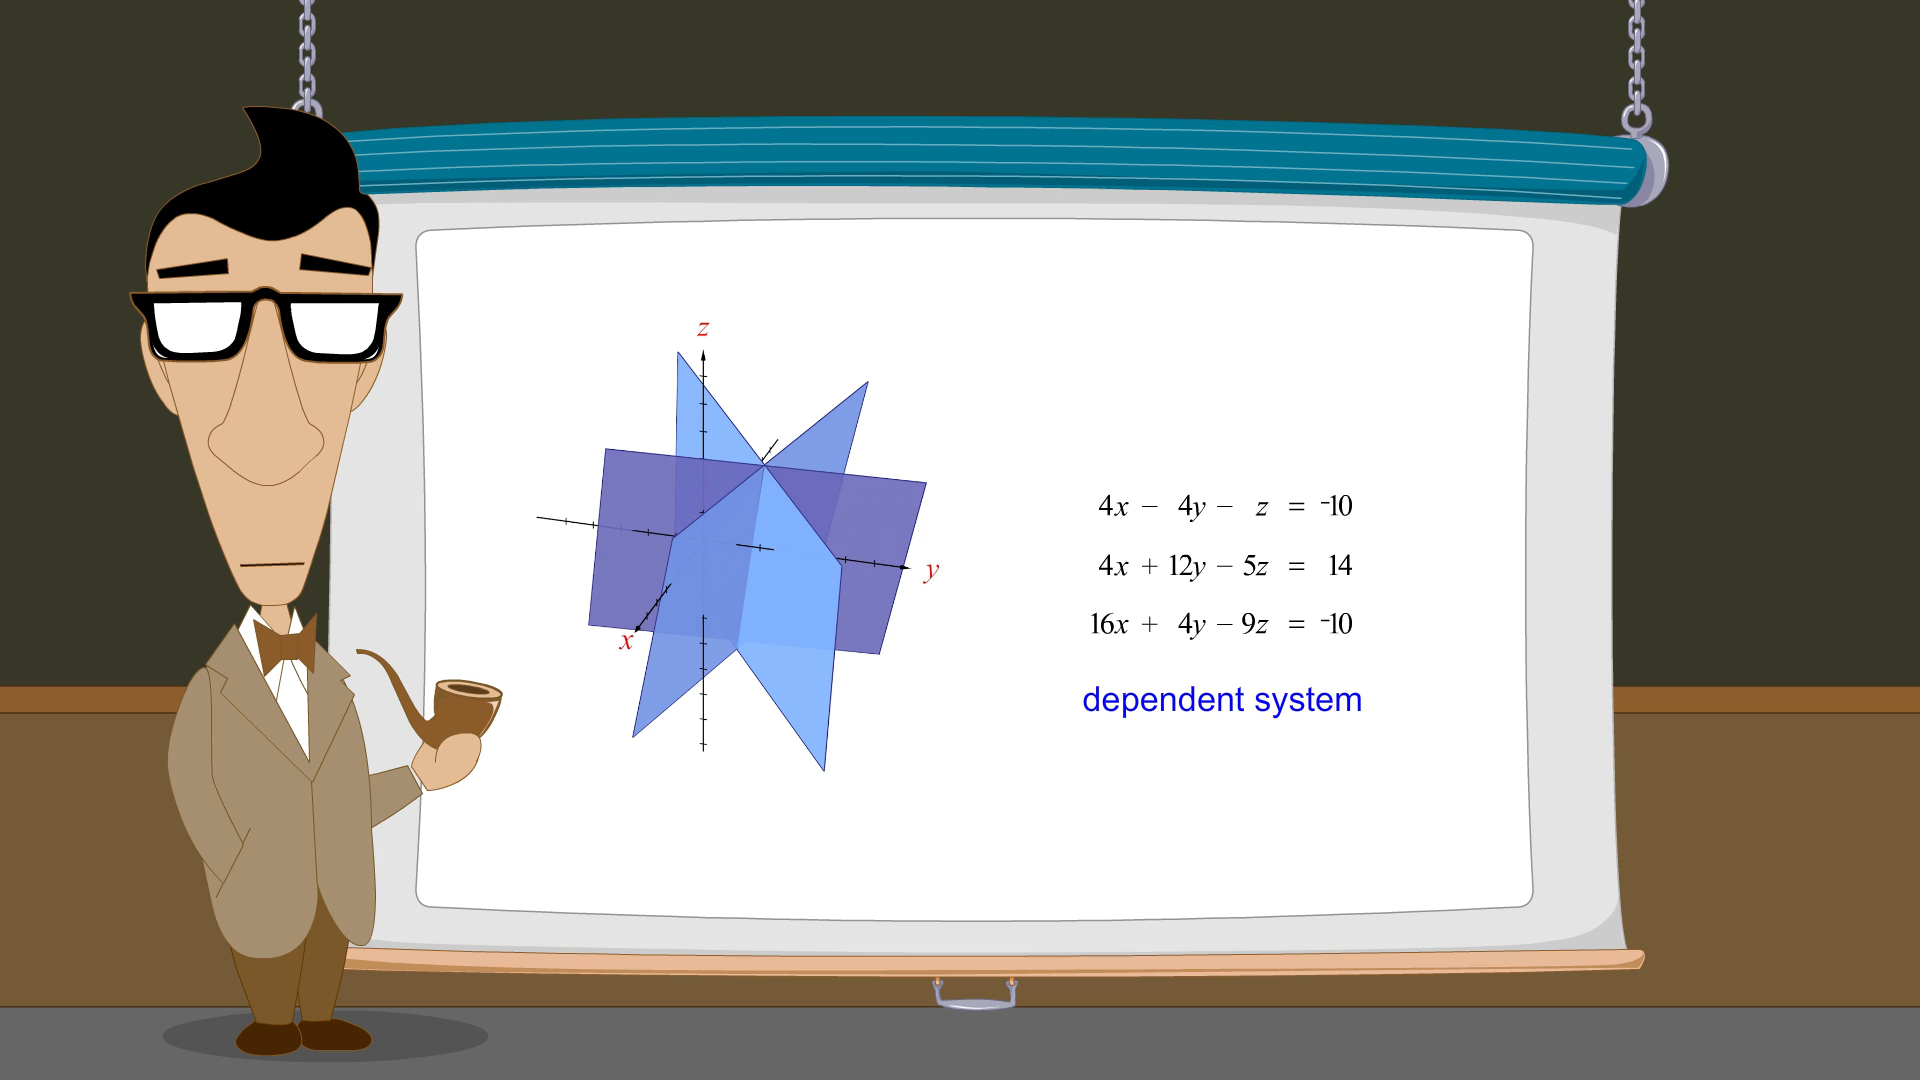 z
4x − 4y − z = ⁻10
4x + 12y − 5z = 14
y
16x + 4y − 9z = ⁻10
x
dependent system